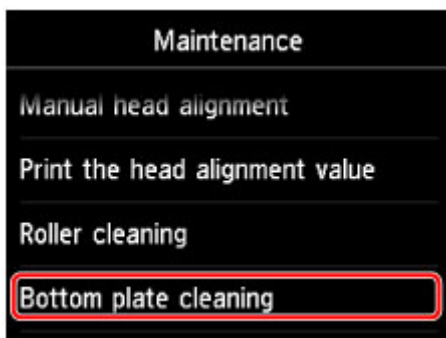 Maintenance
Manual head alignment
Print the head alignment value
Roller cleaning
Bottom plate cleaning